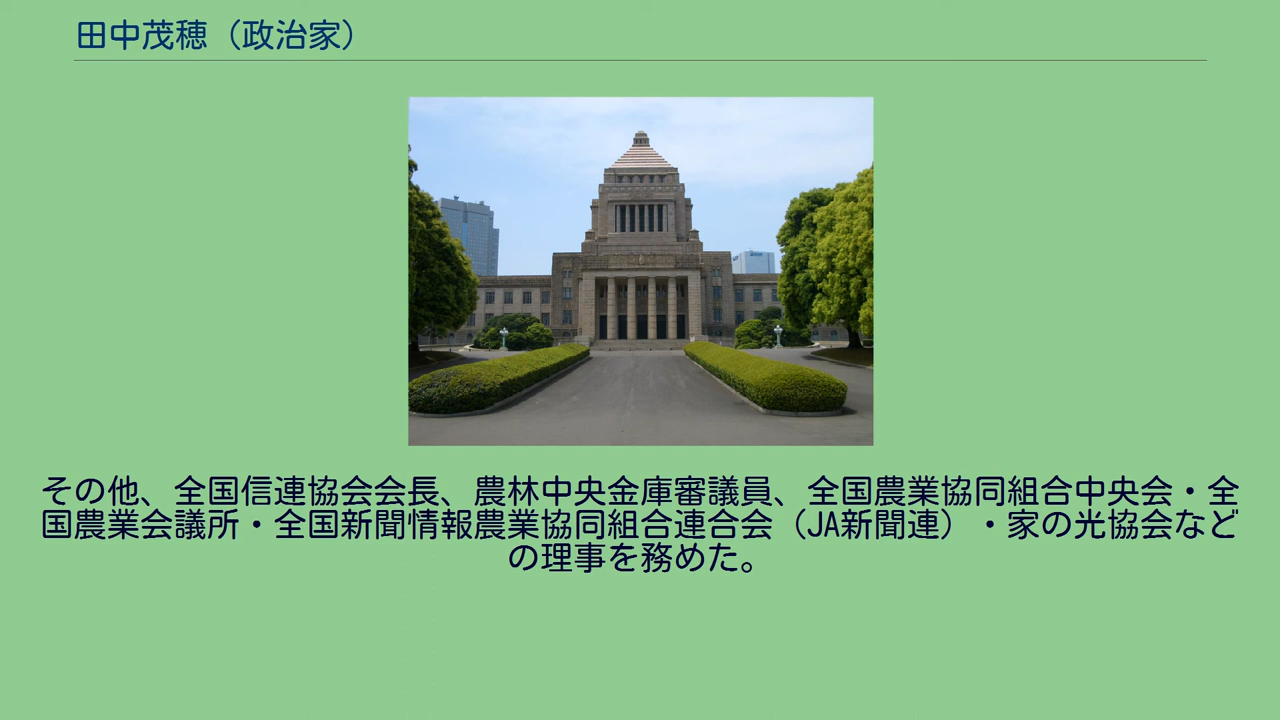 田中茂穂（政治家）
その他、全国信連協会会長、農林中央金庫審議員、全国農業協同組合中央会・全
国農業会議所・全国新聞情報農業協同組合連合会（JA新聞連）・家の光協会など
の理事を務めた。